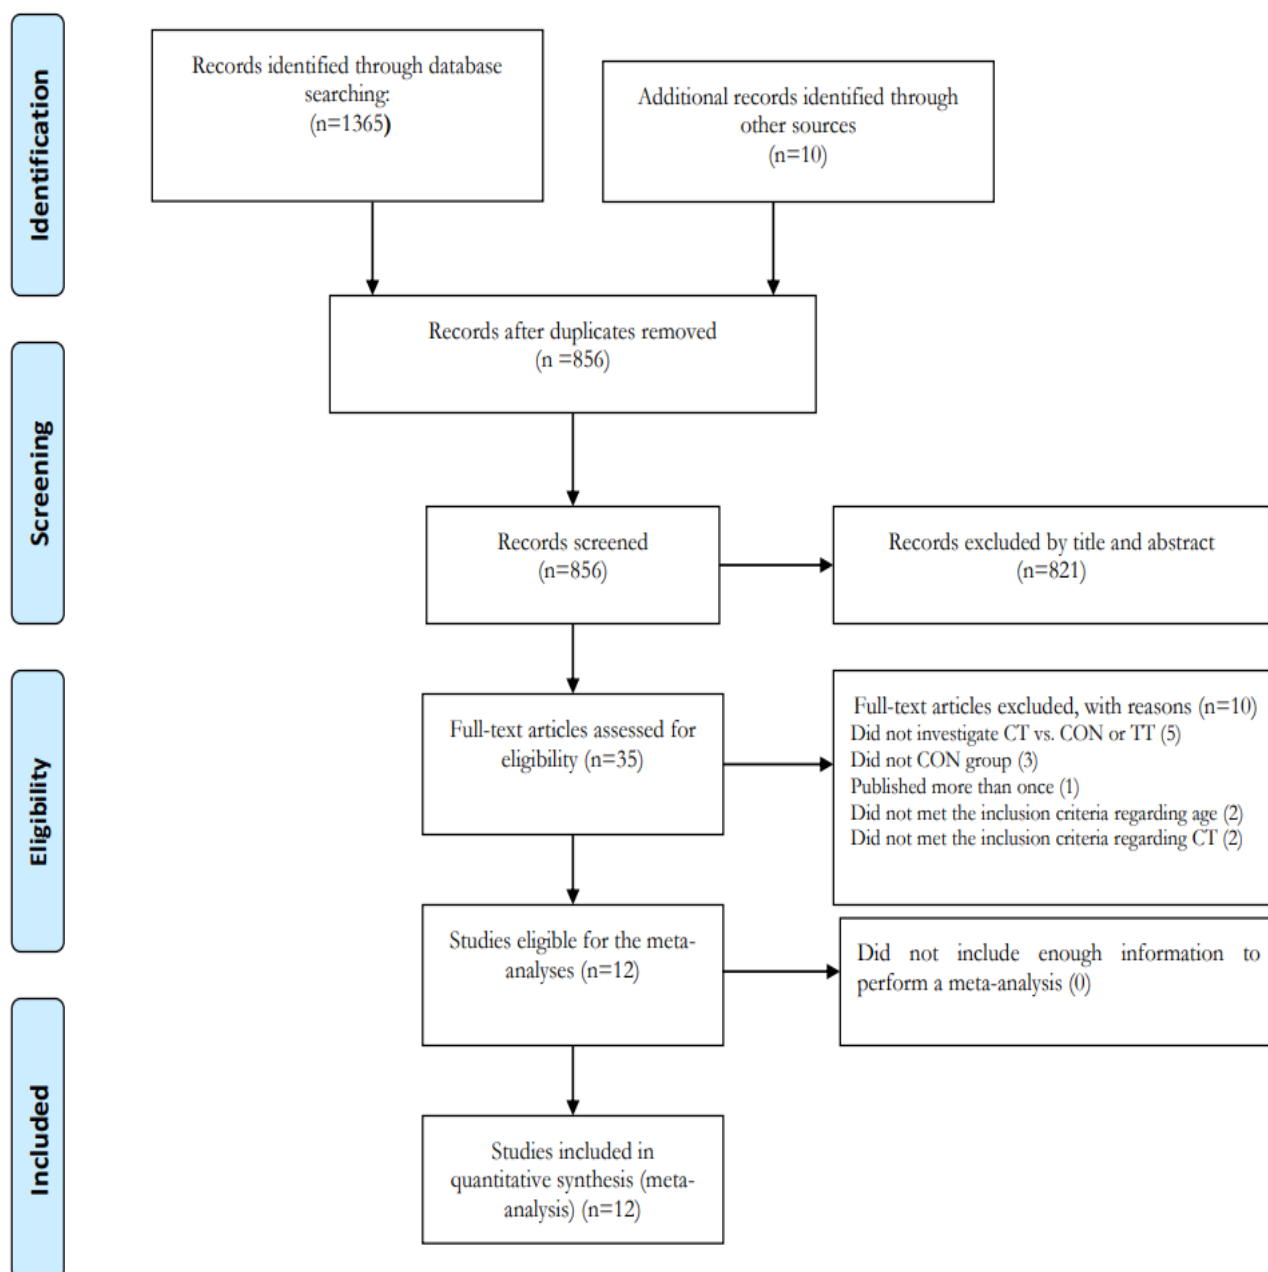 Identification
Records identified through database
searching:
(n=1365)
Additional records identified through
other sources
(n=10)
Records after duplicates removed
(n =856)
Screening
Records screened
(n=856)
Records excluded by title and abstract
(n=821)
Eligibility
Full-text articles assessed for
eligibility (n=35)
Full-text articles excluded, with reasons (n=10)
Did not investigate CT vs. CON or TT (5)
Did not CON group (3)
Published more than once (1)
Did not met the inclusion criteria regarding age (2)
Did not met the inclusion criteria regarding CT (2)
Studies eligible for the meta-
analyses (n=12)
Did not include enough information to
perform a meta-analysis (0)
Included
Studies included in
quantitative synthesis (meta-
analysis) (n=12)